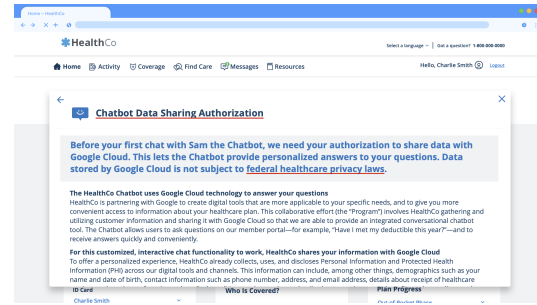 Home – HealthCo
HealthCo
Select a language
Got a question? 1-800-000-0000
Home Activity Coverage Find Care Messages Resources
Hello, Charlie Smith Logout
Chatbot Data Sharing Authorization
Before your first chat with Sam the Chatbot, we need your authorization to share data with
Google Cloud. This lets the Chatbot provide personalized answers to your questions. Data
stored by Google Cloud is not subject to federal healthcare privacy laws.
The HealthCo Chatbot uses Google Cloud technology to answer your questions
HealthCo is partnering with Google to create digital tools that are more applicable to your specific needs, and to give you more
convenient access to information about your healthcare plan. This collaborative effort (the "Program") involves HealthCo gathering and
utilizing customer information and sharing it with Google Cloud so that we are able to provide an integrated conversational chatbot
tool. The Chatbot allows users to ask questions on our member portal—for example, "Have I met my deductible this year?"—and to
receive answers quickly and conveniently.
For this customized, interactive chat functionality to work, HealthCo shares your information with Google Cloud
To offer a personalized experience, HealthCo already collects, uses, and discloses Personal Information and Protected Health
Information (PHI) across our digital tools and channels. This information can include, among other things, demographics such as your
name and date of birth, contact information such as phone number, address, and email address, details about receipt of healthcare
ID Card
Who Is Covered?
Plan Progress
Charlie Smith
Out-of-Pocket Phase